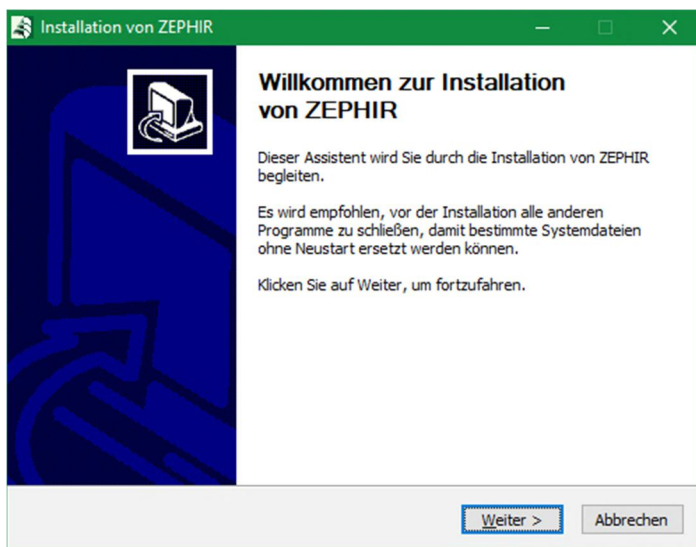 Installation von ZEPHIR
Willkommen zur Installation
von ZEPHIR
Dieser Assistent wird Sie durch die Installation von ZEPHIR
begleiten.
Es wird empfohlen, vor der Installation alle anderen
Programme zu schließen, damit bestimmte Systemdateien
ohne Neustart ersetzt werden können.
Klicken Sie auf Weiter, um fortzufahren.
Weiter >
Abbrechen